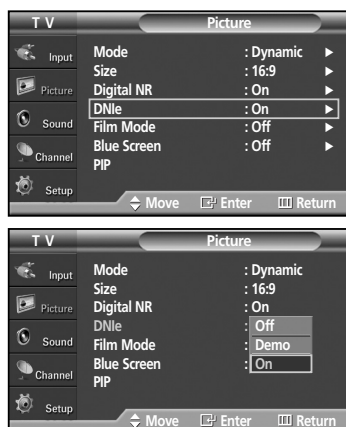 T V Picture
Input
Picture
Sound
Channel
Setup
Mode : Dynamic
Size : 16:9
Digital NR : On
DNIe : On
Film Mode : Off
Blue Screen : Off
PIP
Move Enter Return
T V Picture
Input
Picture
Sound
Channel
Setup
Mode : Dynamic
Size : 16:9
Digital NR : On
DNIe : Off
Film Mode : Demo
Blue Screen : On
PIP
Move Enter Return